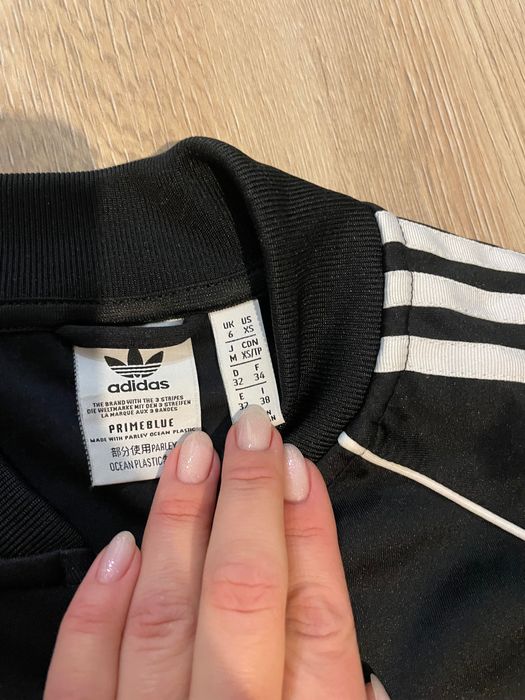 adidas
THE BRAND WITH THE 3 STRIPES
DIE WELTMARKE MIT DEN 3 STREIFEN
LA MARQUE AUX 3 BANDES
PRIMEBLUE
MADE WITH PARLEY OCEAN PLASTIC
部分使用PARLEY
OCEAN PLASTIC
UK US
6 XS
J CDN
M XS/TP
D F
32 34
E I
32 38